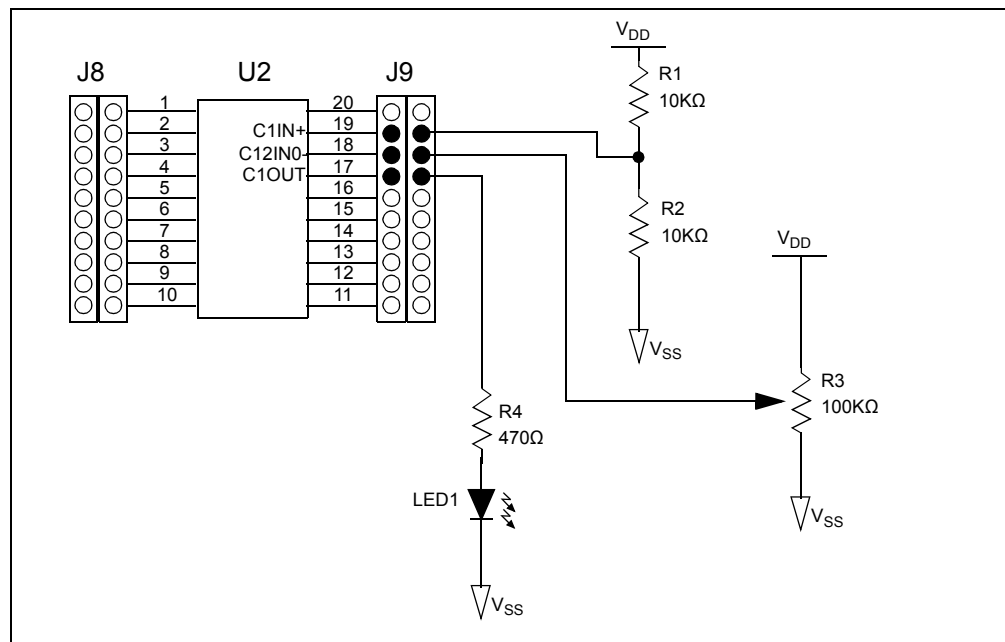 J8 U2 J9
1 20
2 C1IN+ 19
3 C12IN0- 18
4 C1OUT 17
5 16
6 15
7 14
8 13
9 12
10 11
VDD
R1
10KΩ
R2
10KΩ
VSS
VDD
R3
100KΩ
VSS
R4
470Ω
LED1
VSS